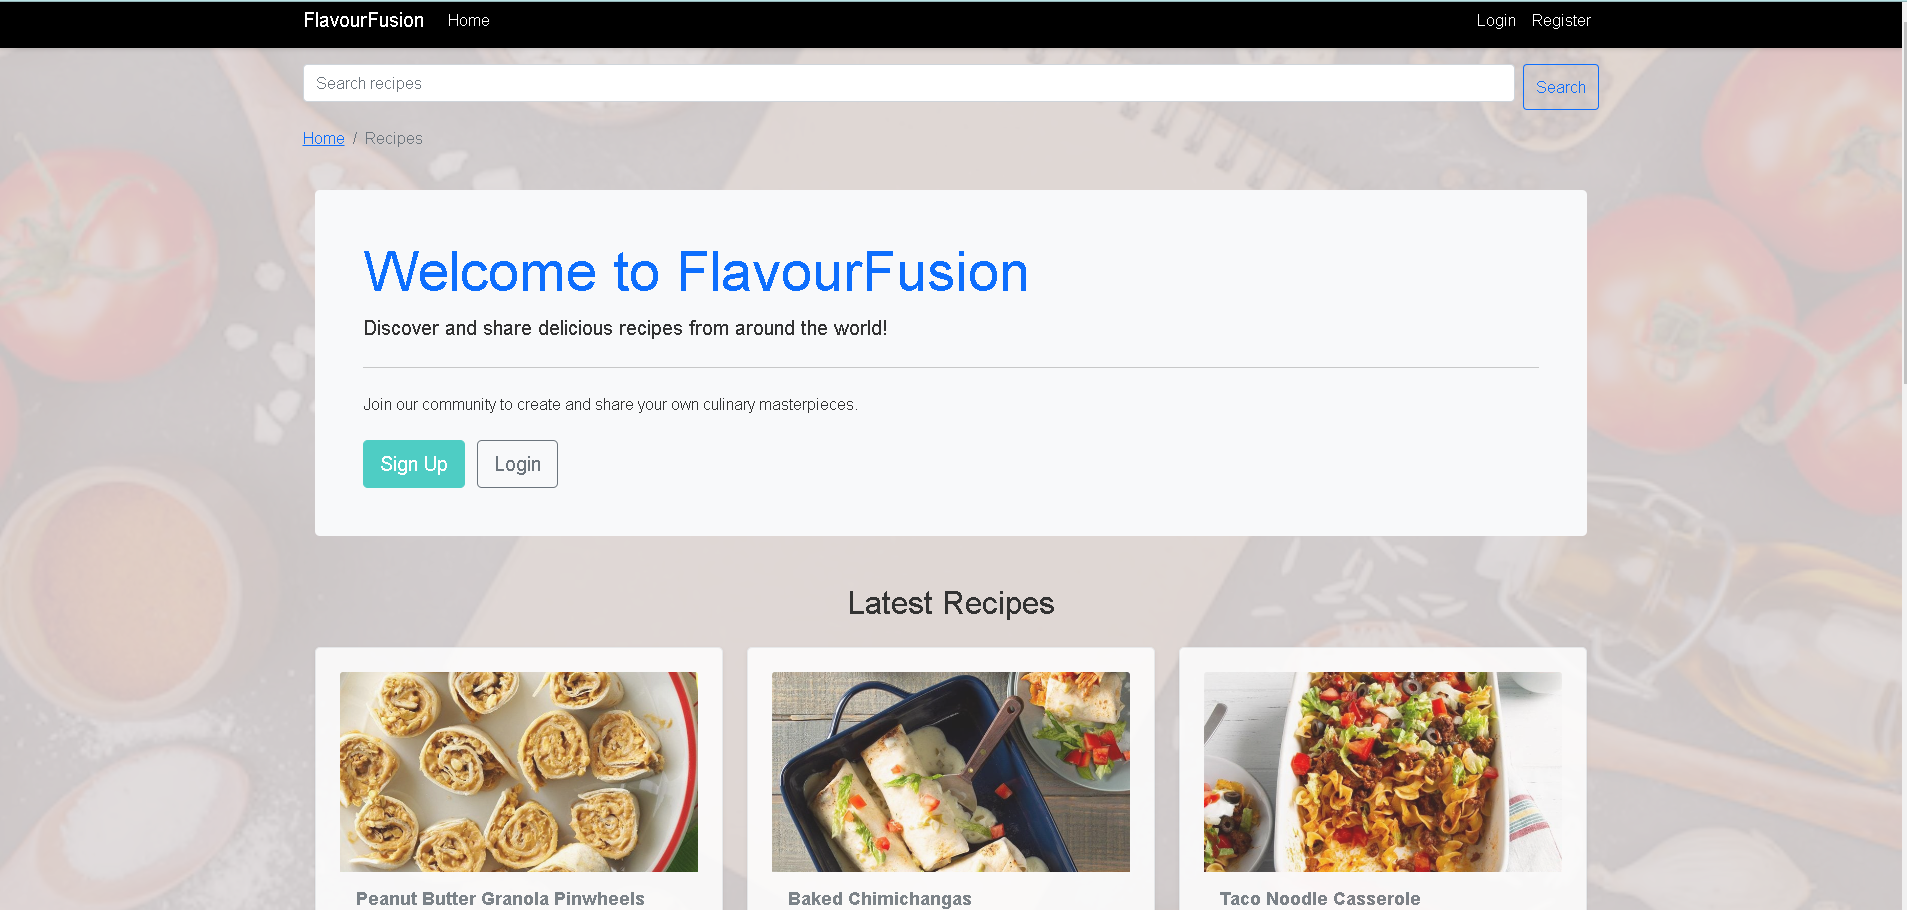 FlavourFusion Home Login Register
Search recipes Search
Home / Recipes
Welcome to FlavourFusion
Discover and share delicious recipes from around the world!
Join our community to create and share your own culinary masterpieces.
Sign Up Login
Latest Recipes
Peanut Butter Granola Pinwheels Baked Chimichangas Taco Noodle Casserole